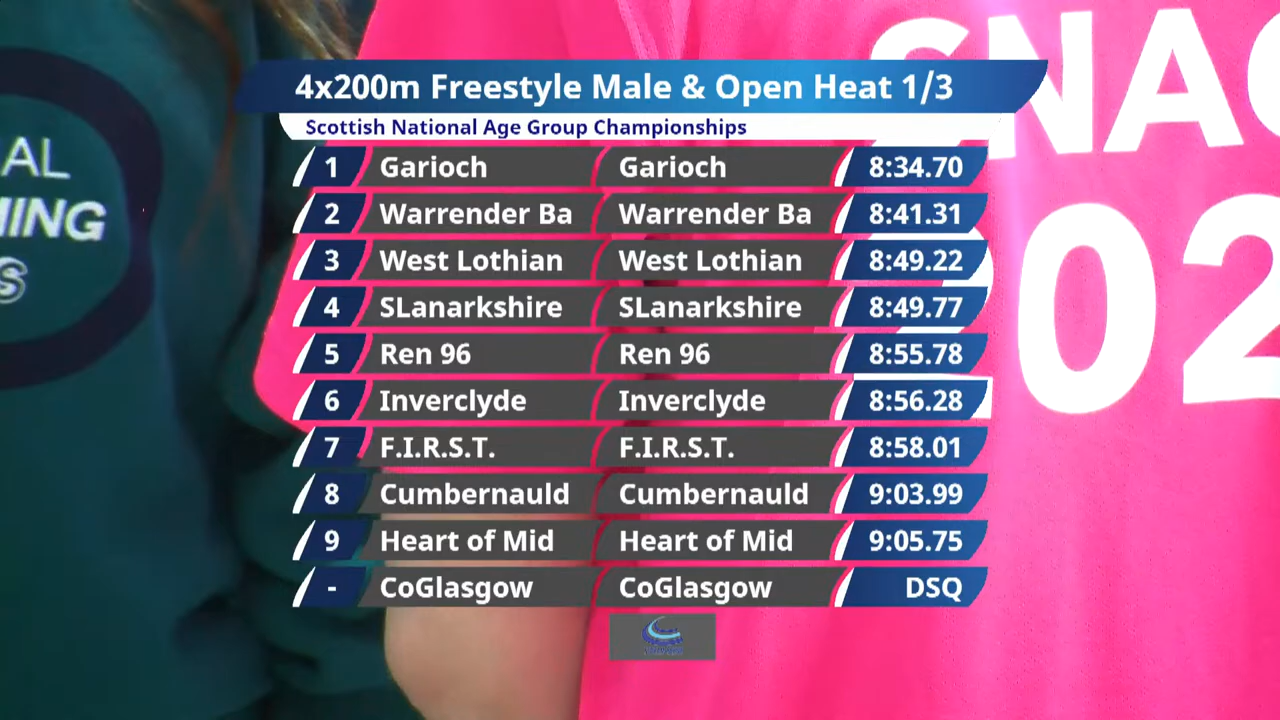 4x200m Freestyle Male & Open Heat 1/3
Scottish National Age Group Championships
1 Garioch Garioch 8:34.70
2 Warrender Ba Warrender Ba 8:41.31
3 West Lothian West Lothian 8:49.22
4 SLanarkshire SLanarkshire 8:49.77
5 Ren 96 Ren 96 8:55.78
6 Inverclyde Inverclyde 8:56.28
7 F.I.R.S.T. F.I.R.S.T. 8:58.01
8 Cumbernauld Cumbernauld 9:03.99
9 Heart of Mid Heart of Mid 9:05.75
- CoGlasgow CoGlasgow DSQ
AL
MING
S
SNAG
202